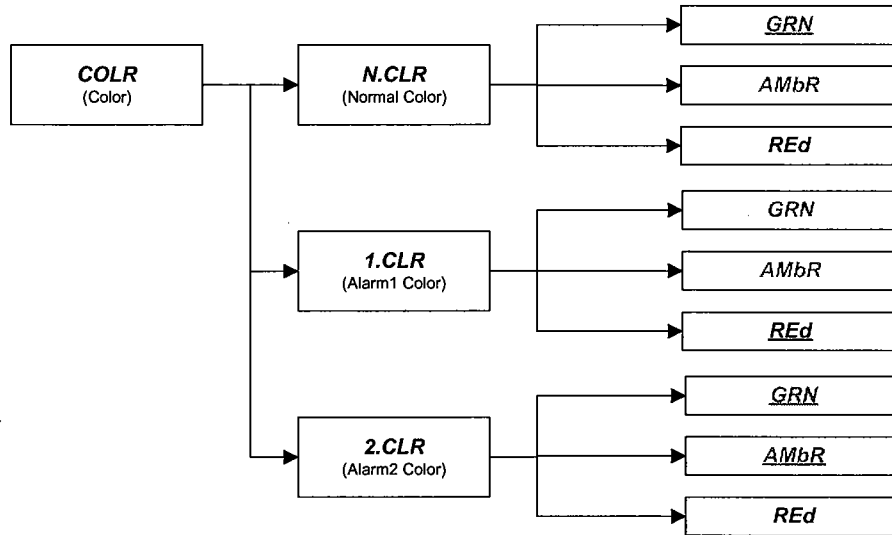 COLR
(Color)
N.CLR
(Normal Color)
GRN
AMbR
REd
1.CLR
(Alarm1 Color)
GRN
AMbR
REd
2.CLR
(Alarm2 Color)
GRN
AMbR
REd